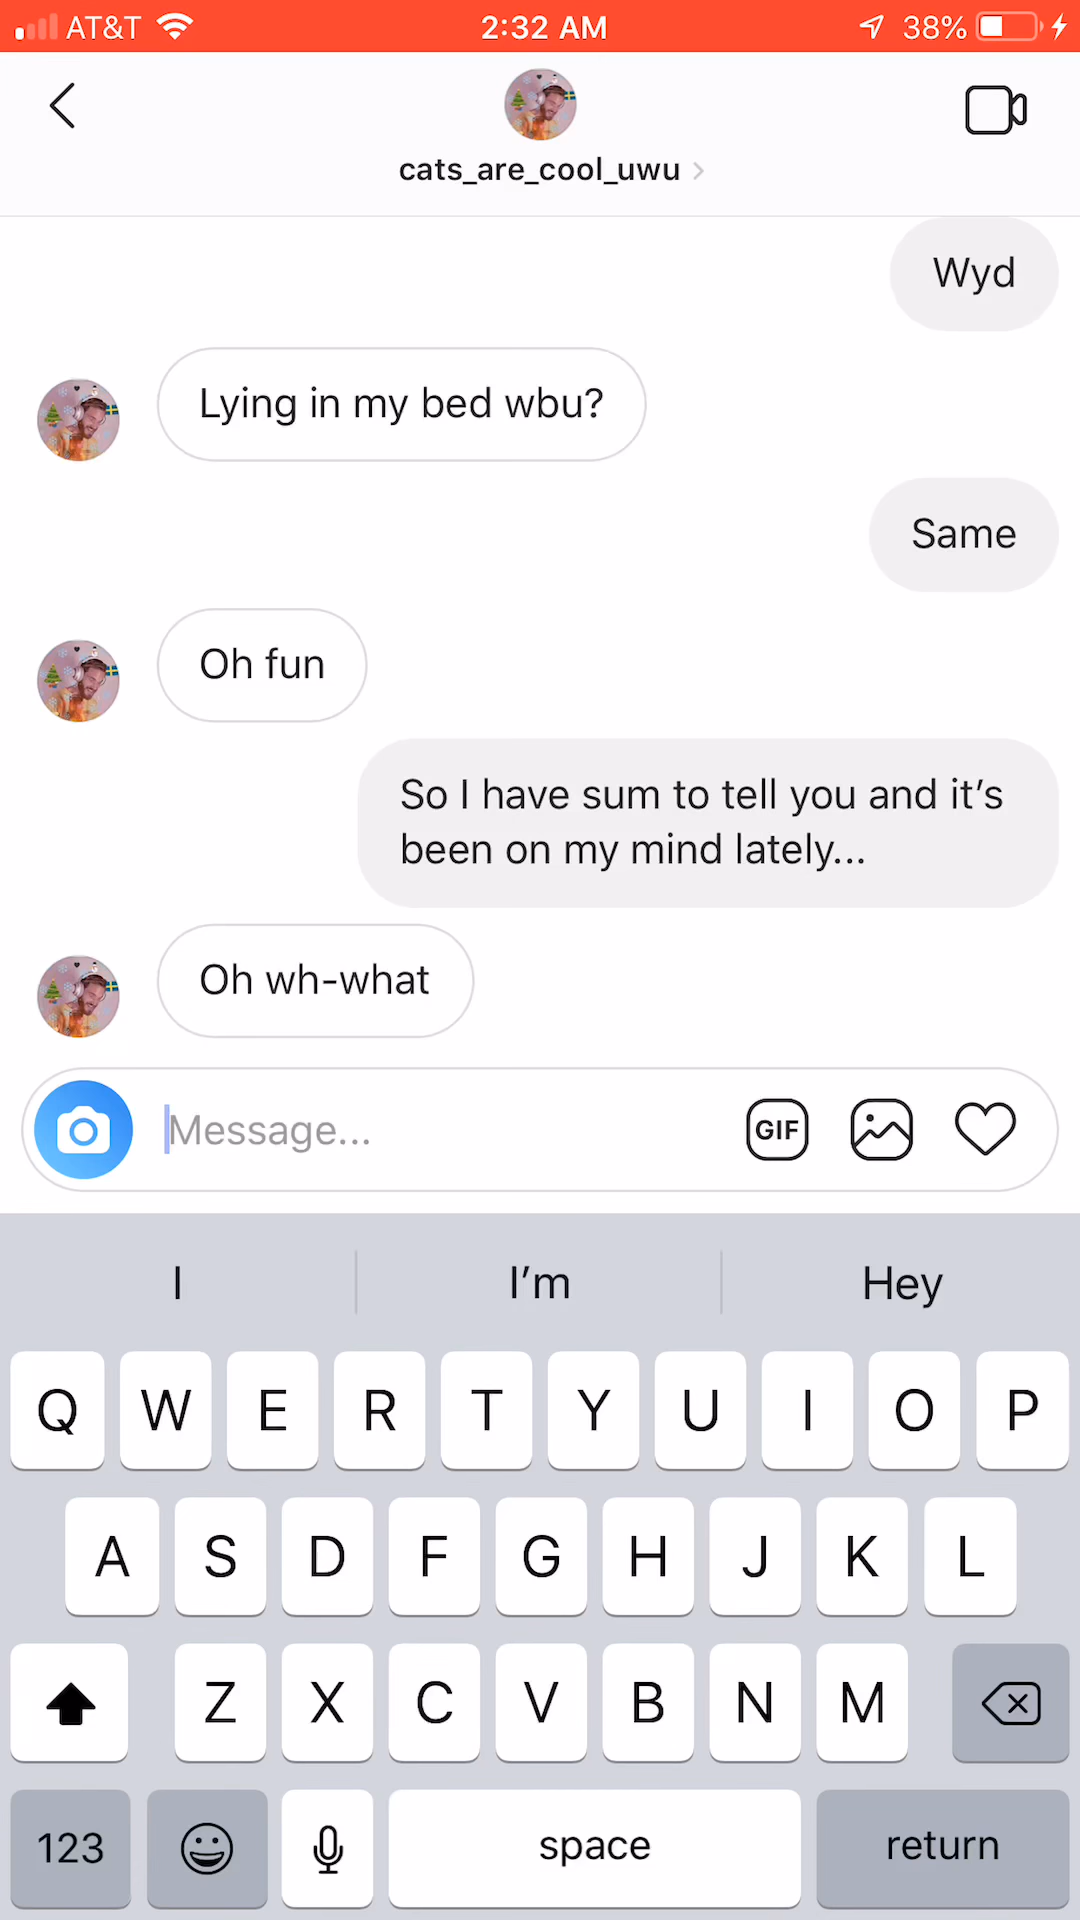 AT&T 2:32 AM 38%
cats_are_cool_uwu
Wyd
Lying in my bed wbu?
Same
Oh fun
So I have sum to tell you and it’s
been on my mind lately...
Oh wh-what
Message... GIF
I I’m Hey
Q W E R T Y U I O P
A S D F G H J K L
Z X C V B N M
123 space return